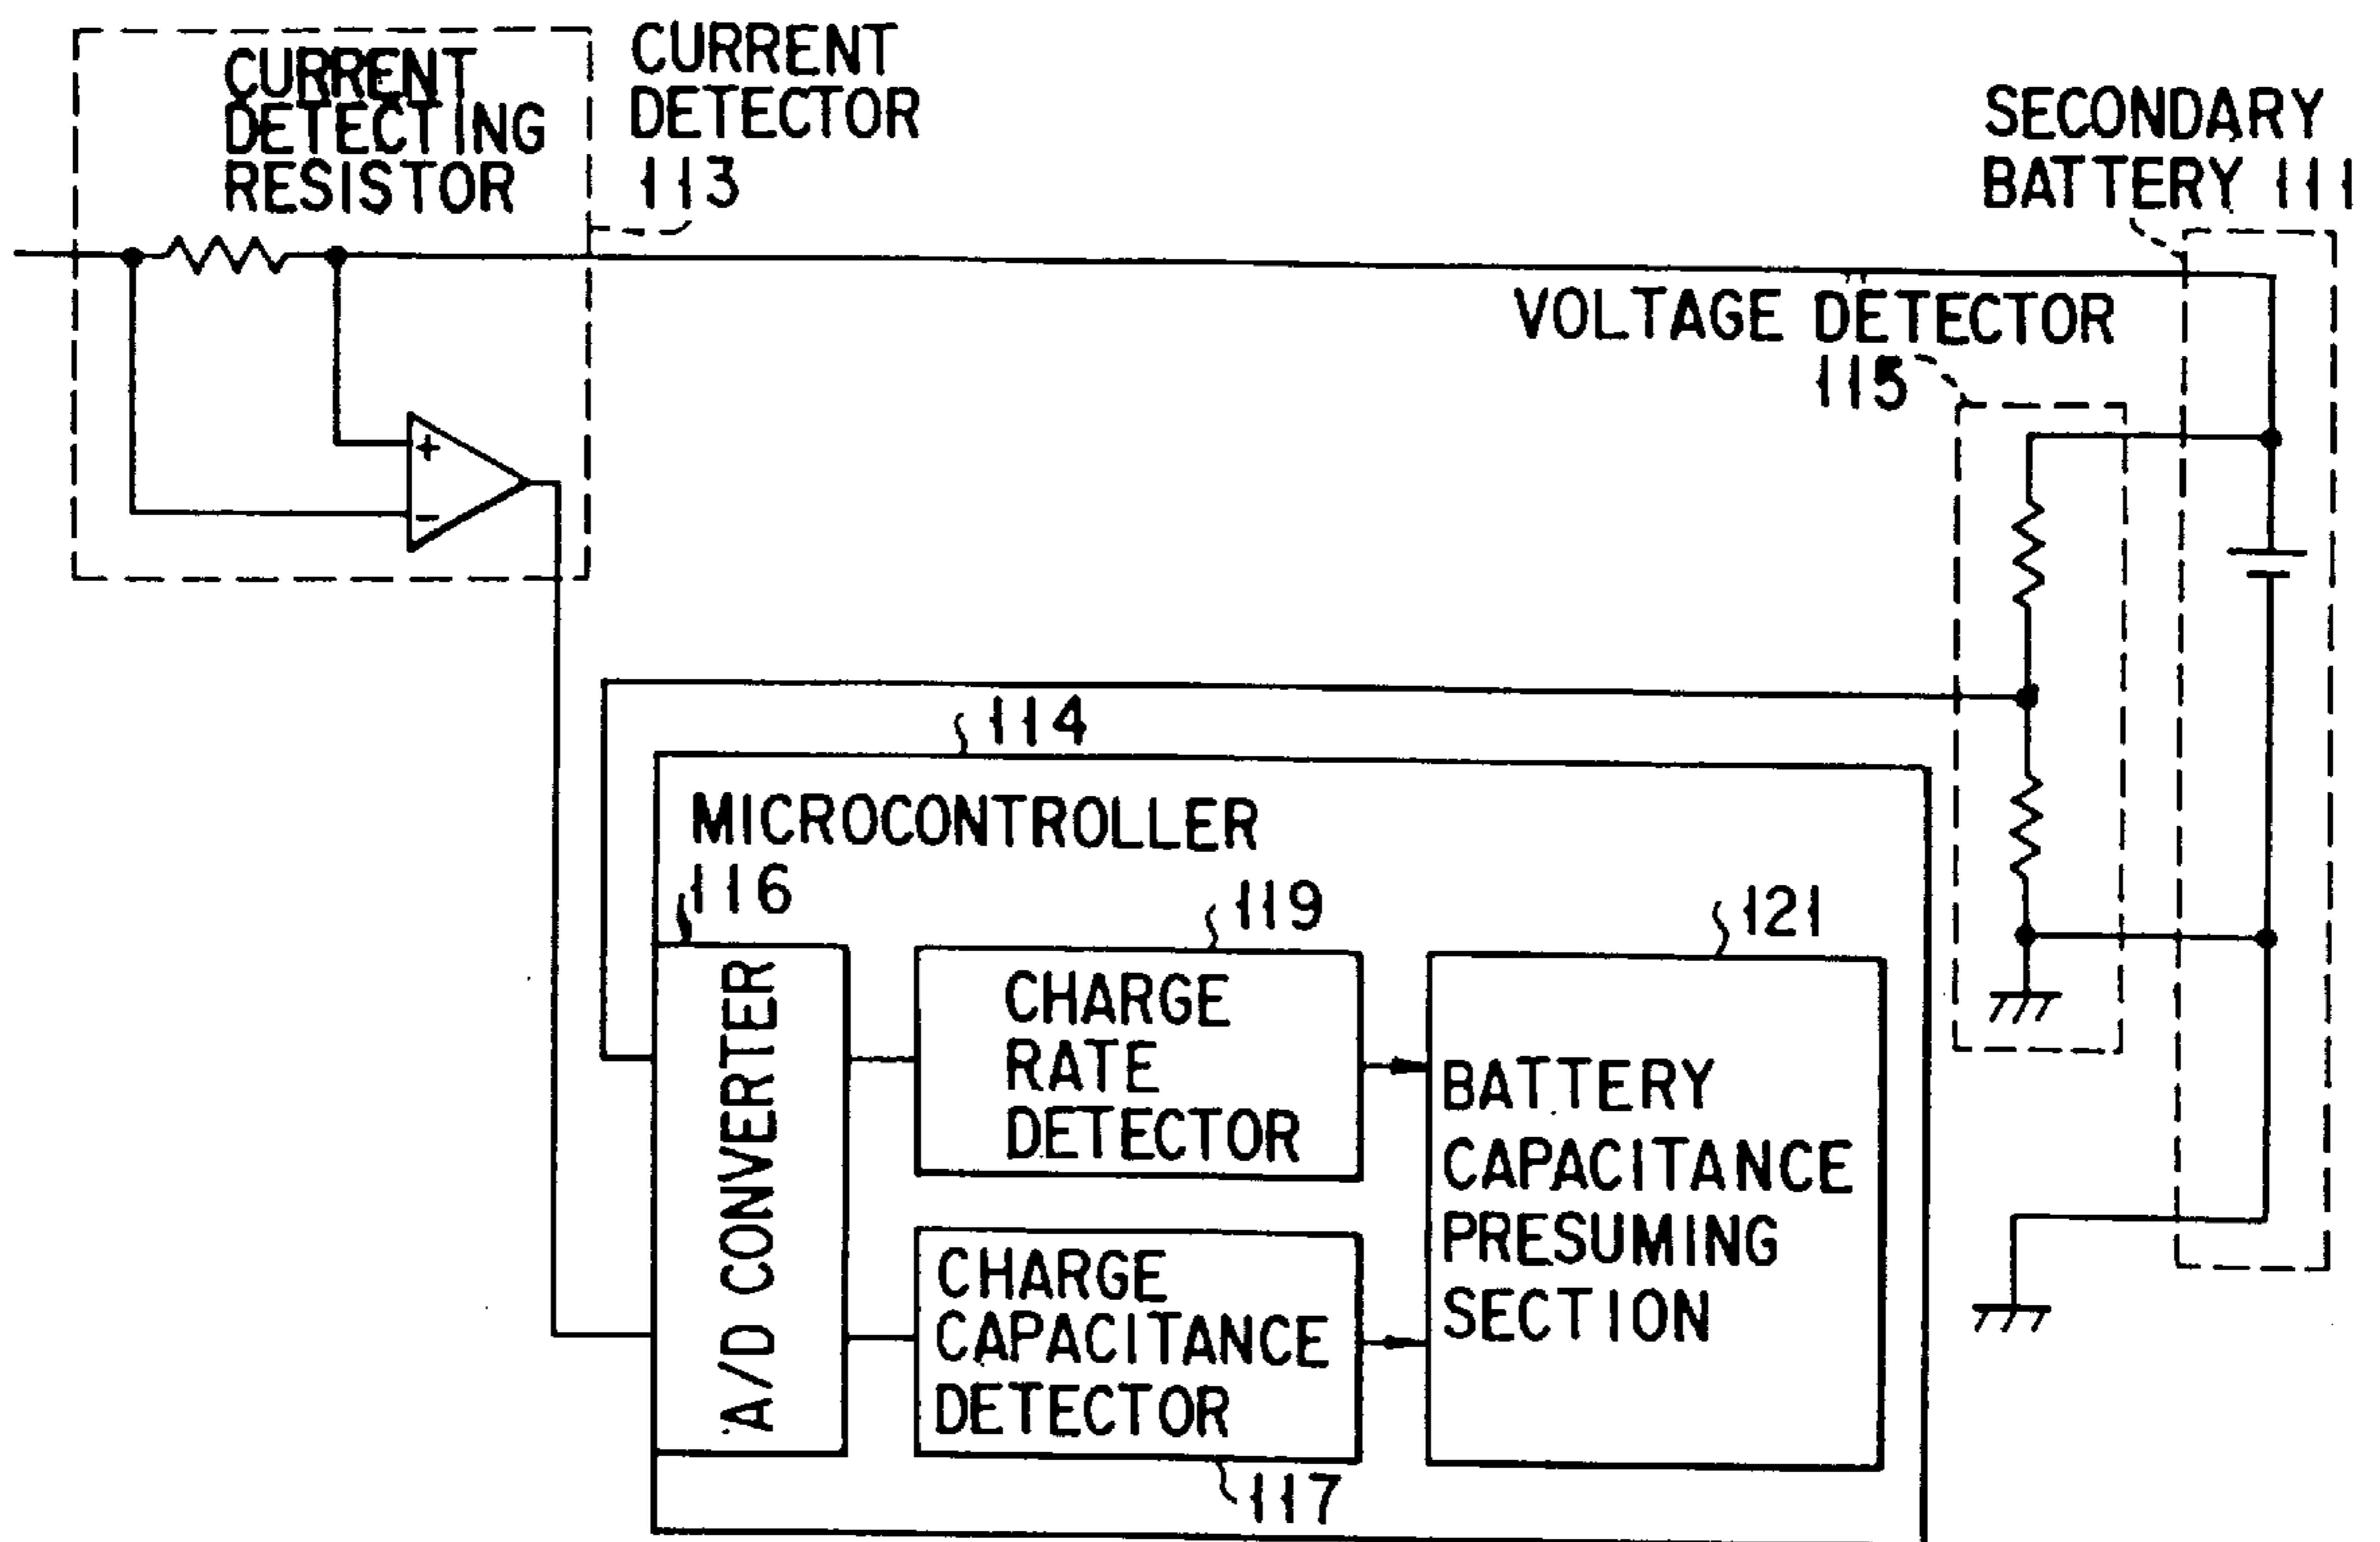 CURRENT
DETECTING
RESISTOR
CURRENT
DETECTOR
113
SECONDARY
BATTERY 111
VOLTAGE DETECTOR
115
+
−
114
MICROCONTROLLER
116
119
121
A/D CONVERTER
CHARGE
RATE
DETECTOR
CHARGE
CAPACITANCE
DETECTOR
BATTERY
CAPACITANCE
PRESUMING
SECTION
117